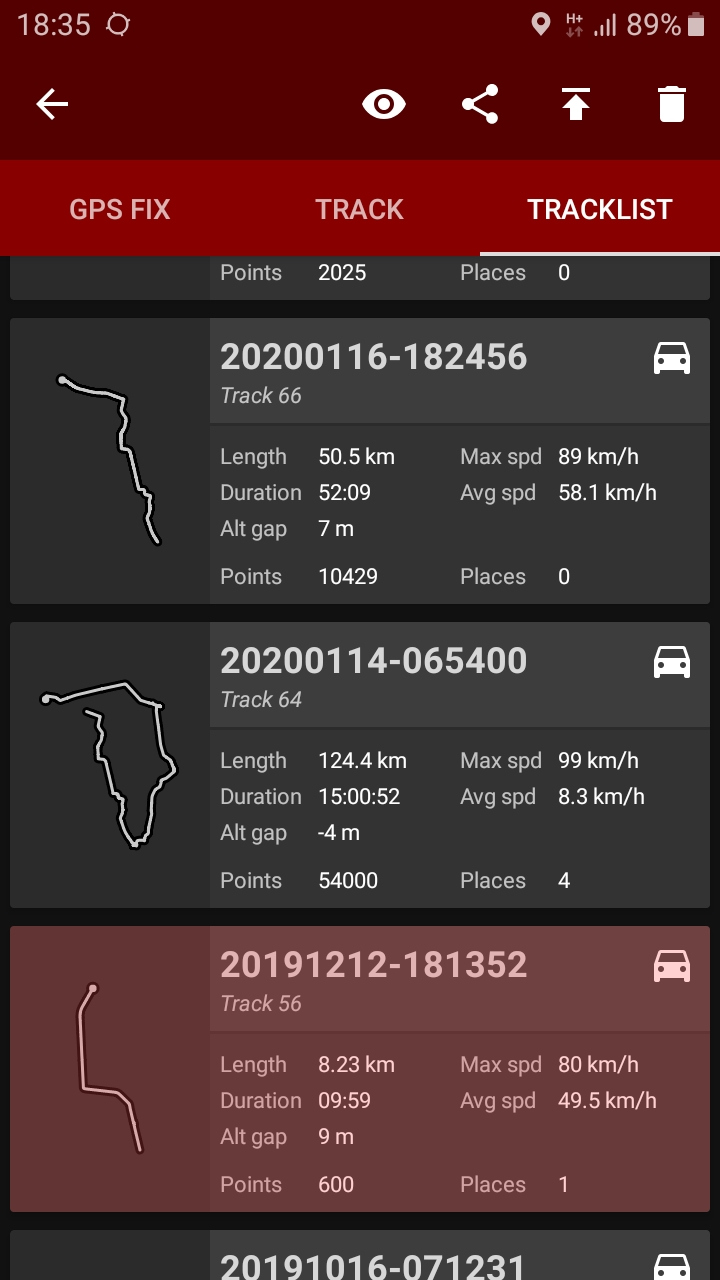 18:35 H+ 89%
GPS FIX TRACK TRACKLIST
Points 2025 Places 0
20200116-182456
Track 66
Length 50.5 km Max spd 89 km/h
Duration 52:09 Avg spd 58.1 km/h
Alt gap 7 m
Points 10429 Places 0
20200114-065400
Track 64
Length 124.4 km Max spd 99 km/h
Duration 15:00:52 Avg spd 8.3 km/h
Alt gap -4 m
Points 54000 Places 4
20191212-181352
Track 56
Length 8.23 km Max spd 80 km/h
Duration 09:59 Avg spd 49.5 km/h
Alt gap 9 m
Points 600 Places 1
20191016-071231